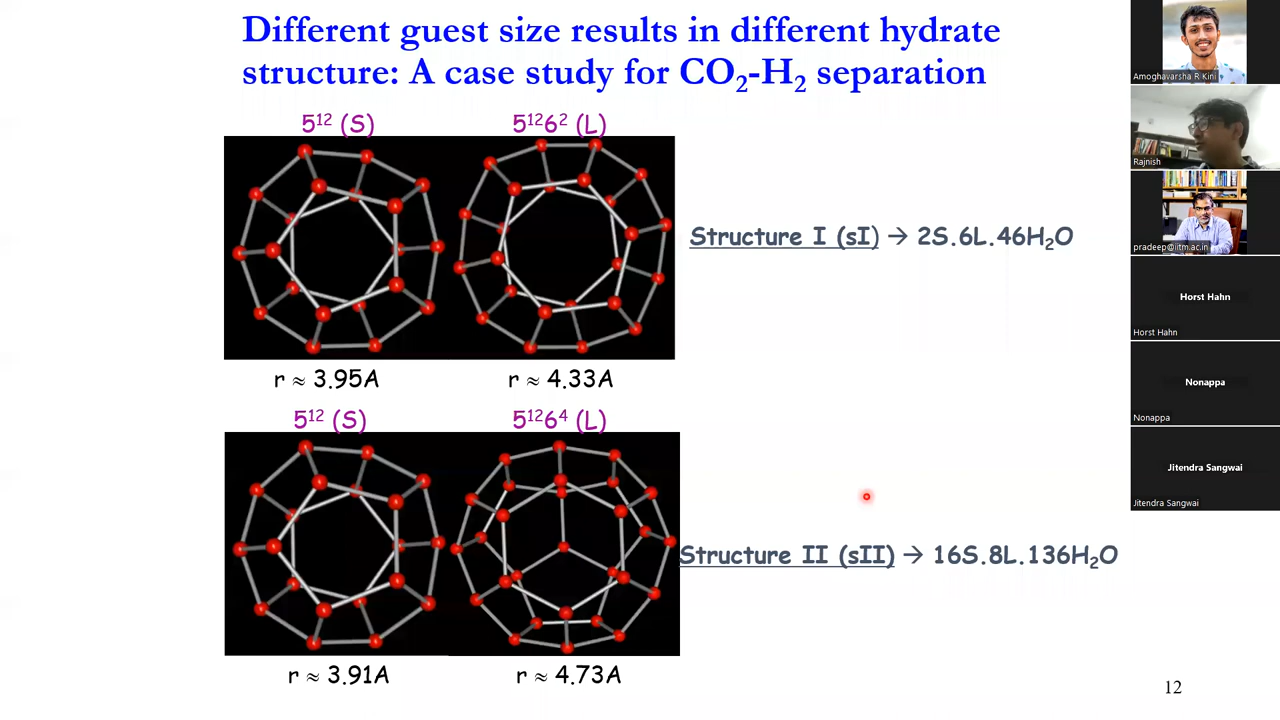 Different guest size results in different hydrate
structure: A case study for CO₂-H₂ separation
5¹² (S) 5¹²6² (L)
Structure I (sI) → 2S.6L.46H₂O
r ≈ 3.95A r ≈ 4.33A
5¹² (S) 5¹²6⁴ (L)
Structure II (sII) → 16S.8L.136H₂O
r ≈ 3.91A r ≈ 4.73A
12
Amoghavarsha R Kini
Rajnish
pradeep@iitm.ac.in
Horst Hahn
Horst Hahn
Nonappa
Nonappa
Jitendra Sangwai
Jitendra Sangwai